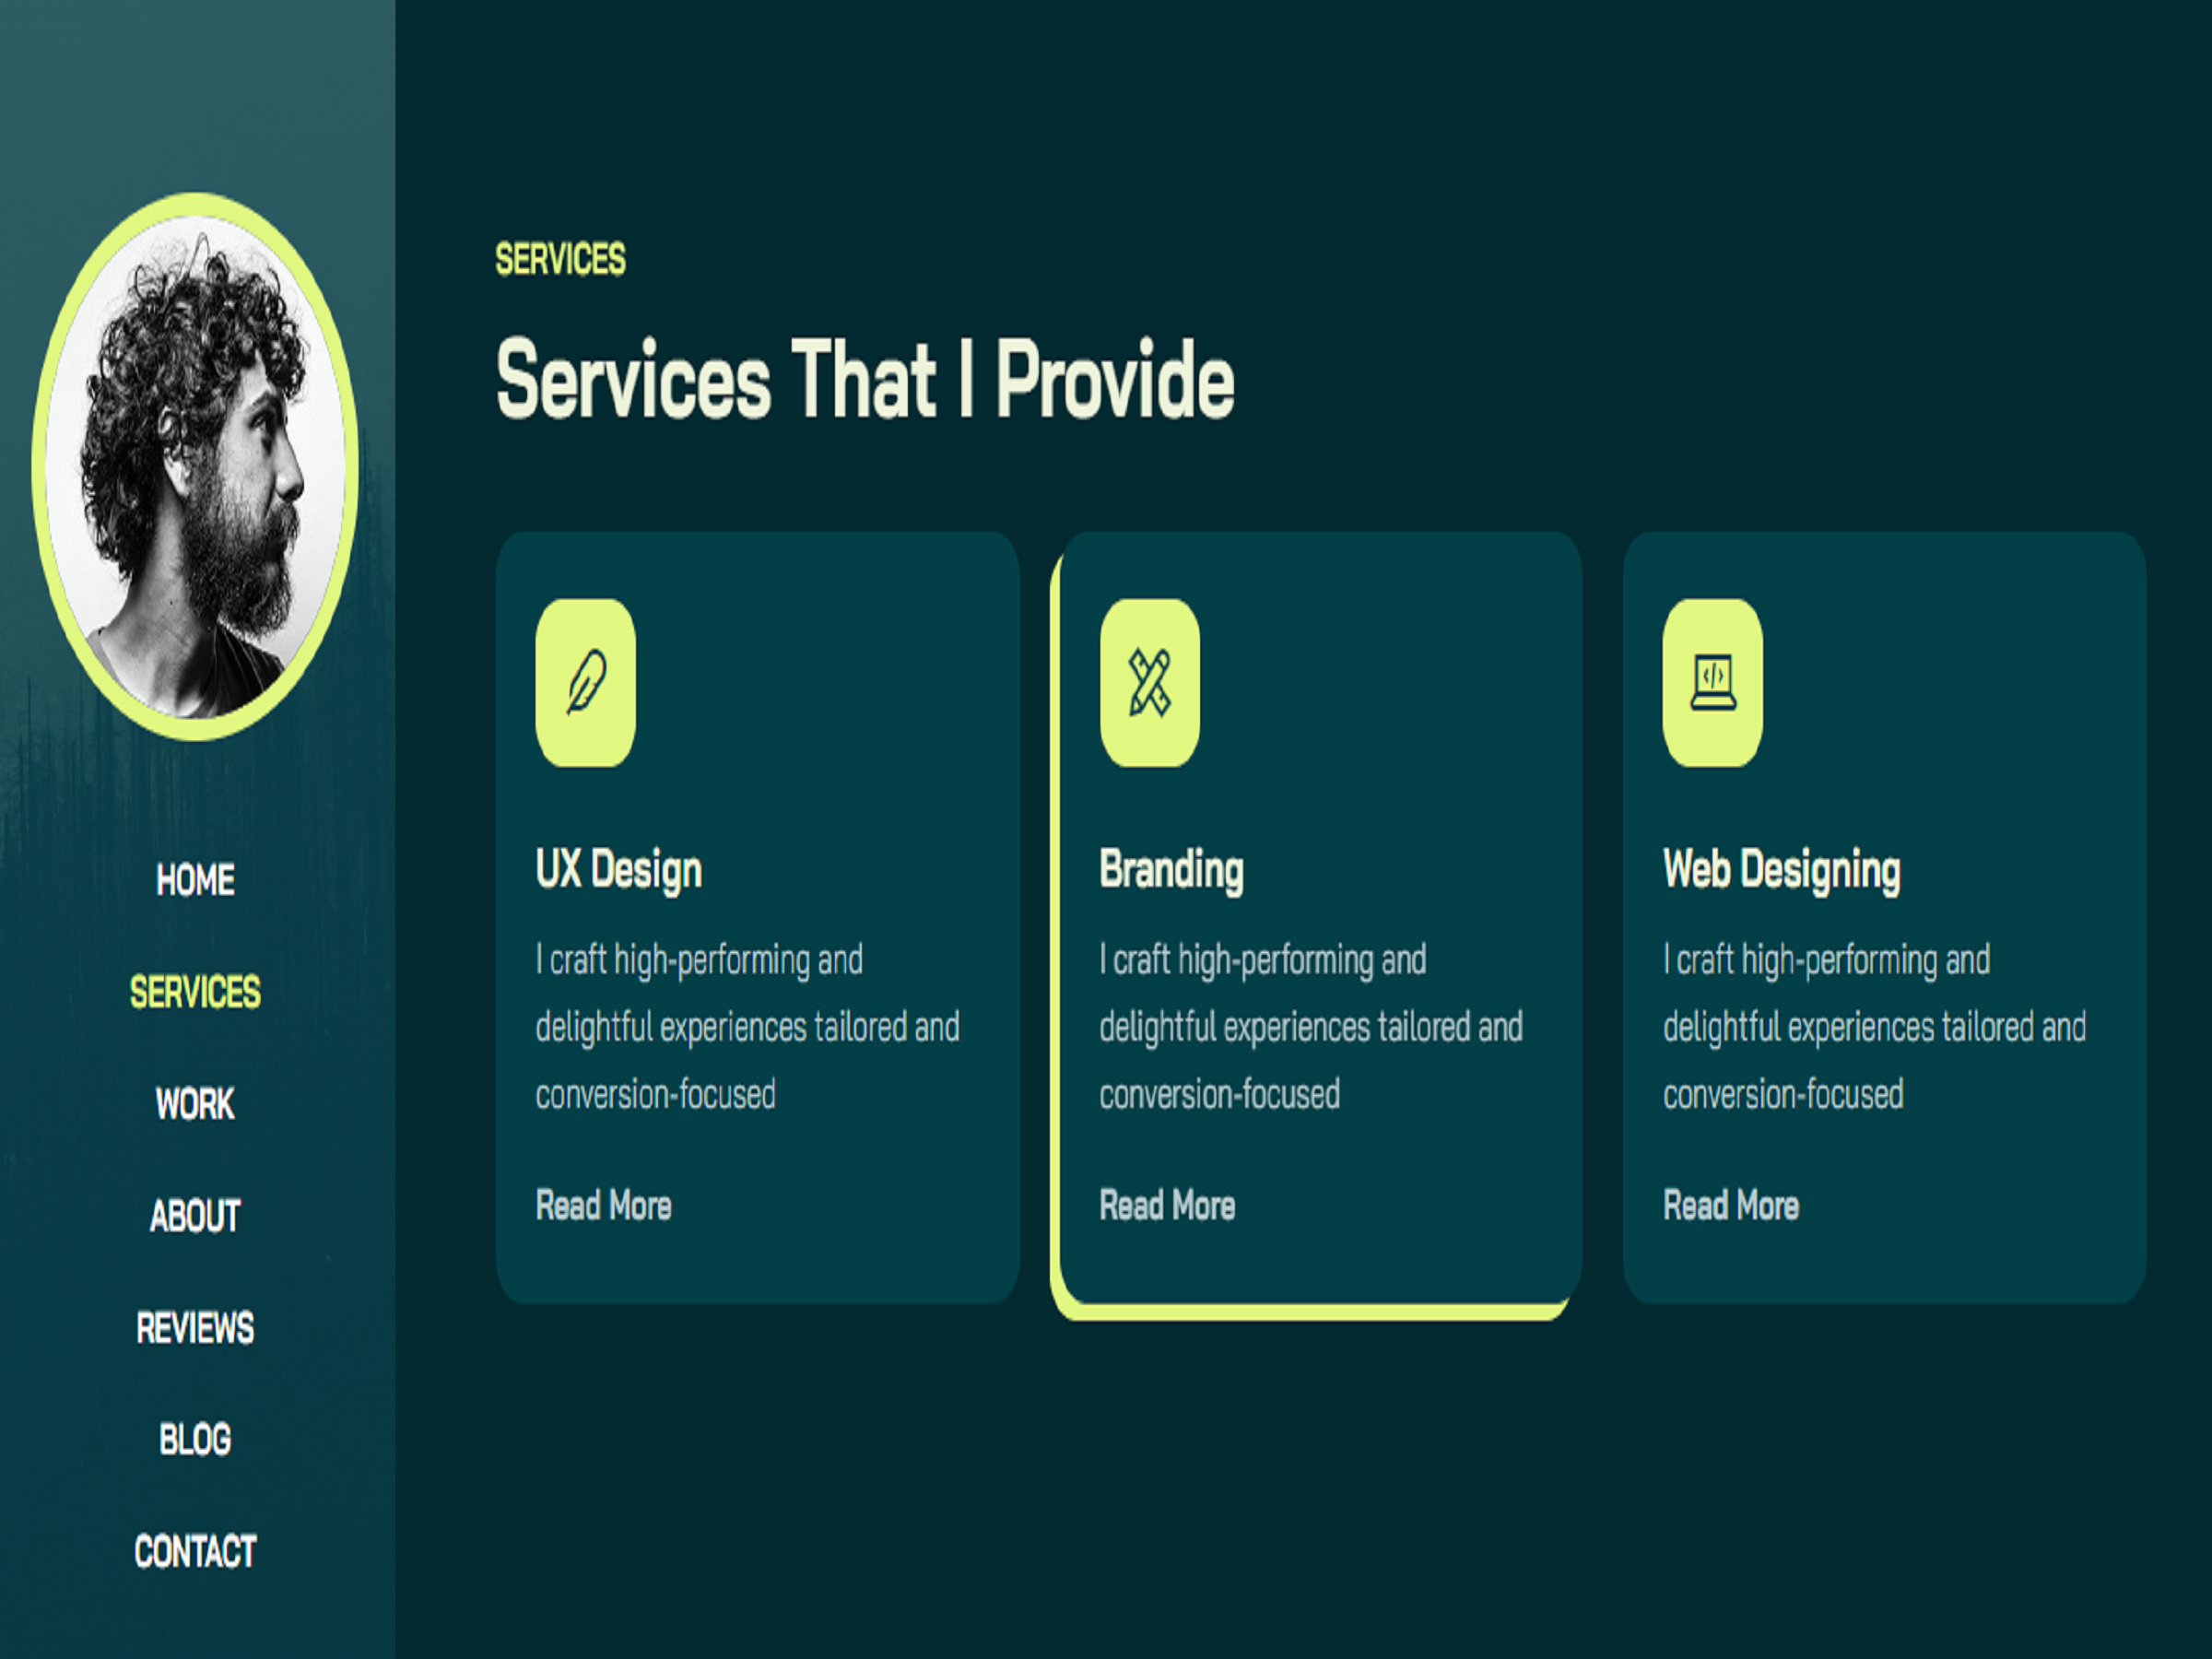 HOME
SERVICES
WORK
ABOUT
REVIEWS
BLOG
CONTACT
SERVICES
Services That I Provide
UX Design
I craft high-performing and
delightful experiences tailored and
conversion-focused
Read More
Branding
I craft high-performing and
delightful experiences tailored and
conversion-focused
Read More
</>
Web Designing
I craft high-performing and
delightful experiences tailored and
conversion-focused
Read More